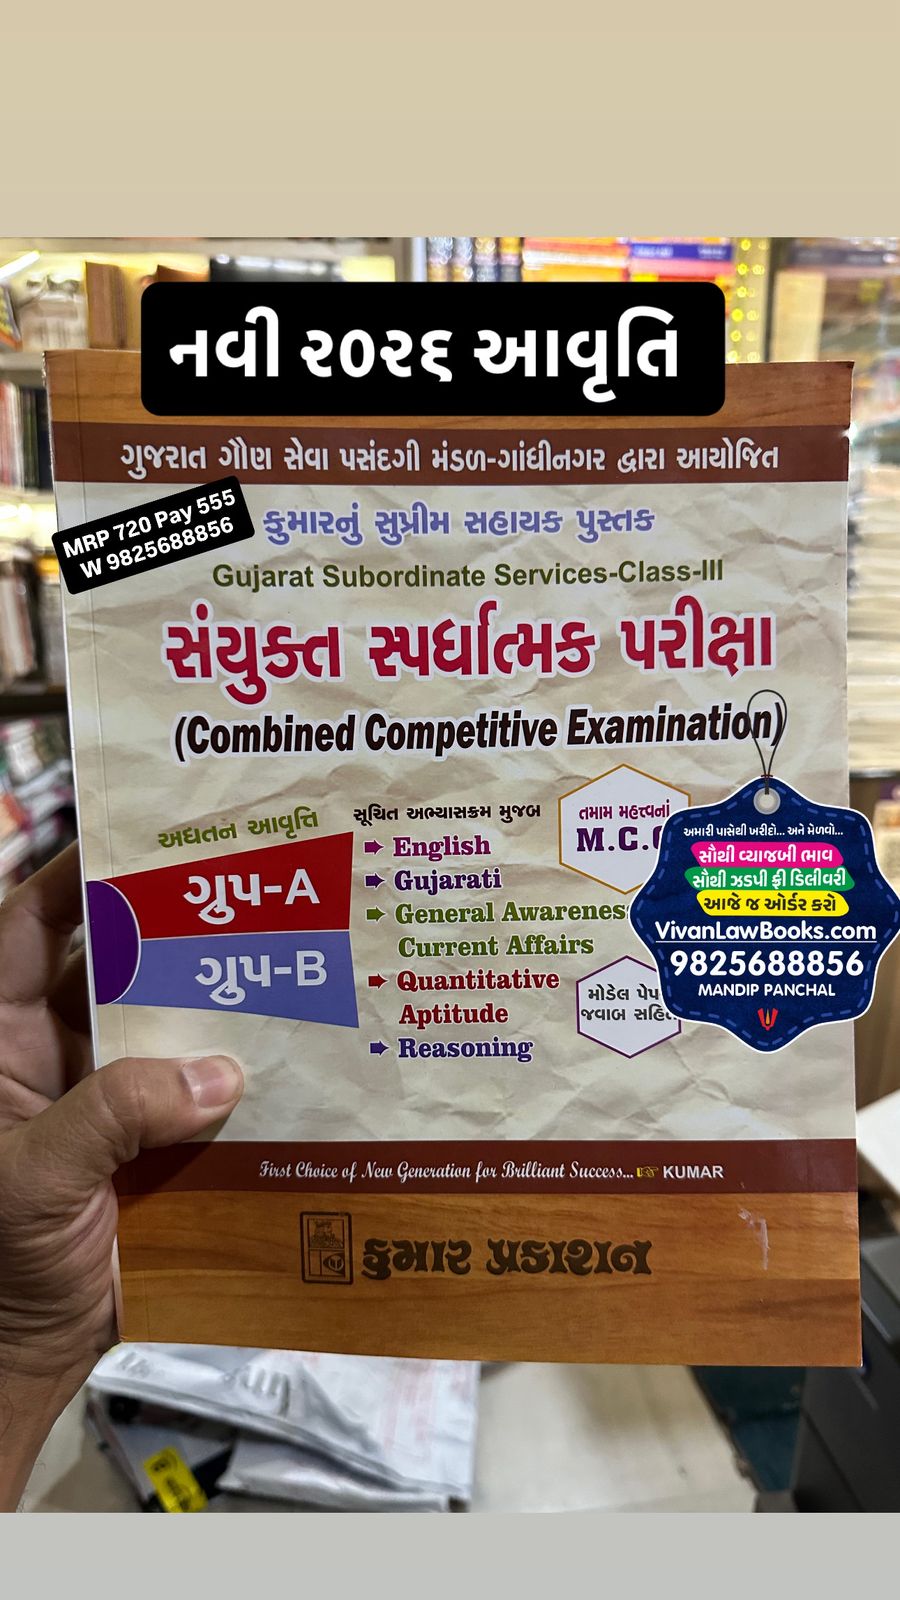 નવી ૨૦૨૬ આવૃતિ
ગુજરાત ગૌણ સેવા પસંદગી મંડળ-ગાંધીનગર દ્વારા આયોજિત
MRP 720 Pay 555
W 9825688856
કુમારનું સુપ્રીમ સહાયક પુસ્તક
Gujarat Subordinate Services-Class-III
સંયુક્ત સ્પર્ધાત્મક પરીક્ષા
(Combined Competitive Examination)
અધતન આવૃત્તિ
ગ્રુપ-A
ગ્રુપ-B
સૂચિત અભ્યાસક્રમ મુજબ
English
Gujarati
General Awareness
Current Affairs
Quantitative
Aptitude
Reasoning
તમામ મહત્ત્વનાં
M.C.
મોડેલ
જવાબ સહિત
અમારી પાસેથી ખરીદો... અને મેળવો...
સૌથી વ્યાજબી ભાવ
સૌથી ઝડપી ફ્રી ડિલીવરી
આજે જ ઓર્ડર કરો
VivanLawBooks.com
9825688856
MANDIP PANCHAL
First Choice of New Generation for Brilliant Success... KUMAR
કુમાર પ્રકાશન